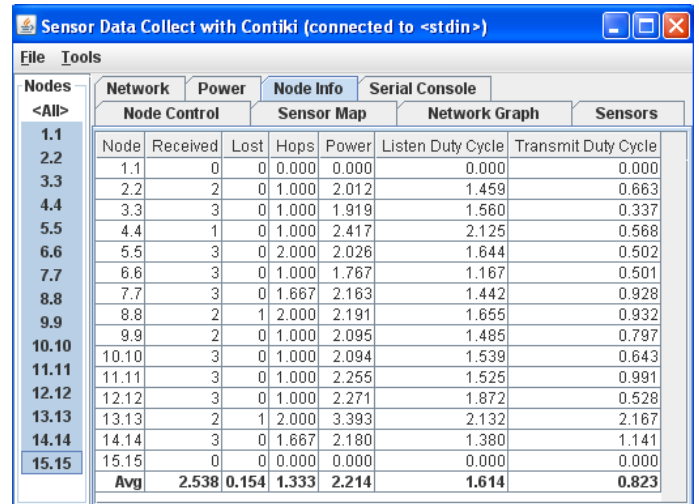 Sensor Data Collect with Contiki (connected to <stdin>)
File Tools
Nodes
<All>
1.1
2.2
3.3
4.4
5.5
6.6
7.7
8.8
9.9
10.10
11.11
12.12
13.13
14.14
15.15
Network Power Node Info Serial Console
Node Control Sensor Map Network Graph Sensors
Node Received Lost Hops Power Listen Duty Cycle Transmit Duty Cycle
1.1 0 0 0.000 0.000 0.000 0.000
2.2 2 0 1.000 2.012 1.459 0.663
3.3 3 0 1.000 1.919 1.560 0.337
4.4 1 0 1.000 2.417 2.125 0.568
5.5 3 0 2.000 2.026 1.644 0.502
6.6 3 0 1.000 1.767 1.167 0.501
7.7 3 0 1.667 2.163 1.442 0.928
8.8 2 1 2.000 2.191 1.655 0.932
9.9 2 0 1.000 2.095 1.485 0.797
10.10 3 0 1.000 2.094 1.539 0.643
11.11 3 0 1.000 2.255 1.525 0.991
12.12 3 0 1.000 2.271 1.872 0.528
13.13 2 1 2.000 3.393 2.132 2.167
14.14 3 0 1.667 2.180 1.380 1.141
15.15 0 0 0.000 0.000 0.000 0.000
Avg 2.538 0.154 1.333 2.214 1.614 0.823